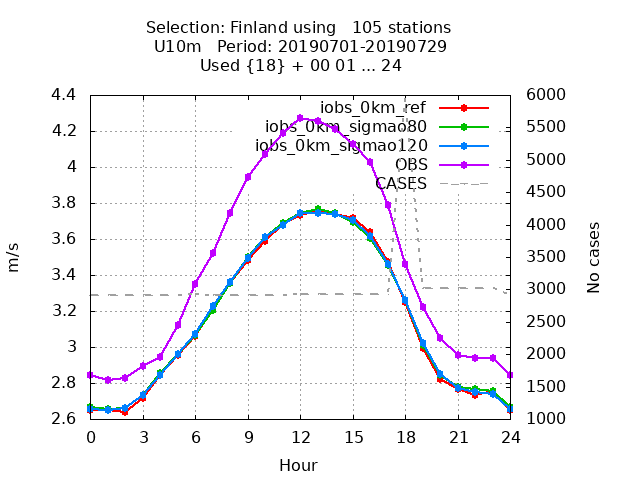 Selection: Finland using   105 stations
U10m   Period: 20190701-20190729
Used {18} + 00 01 ... 24
iobs_0km_ref
iobs_0km_sigmao80
iobs_0km_sigmao120
OBS
CASES
4.4
4.2
4
3.8
3.6
3.4
3.2
3
2.8
2.6
m/s
6000
5500
5000
4500
4000
3500
3000
2500
2000
1500
1000
No cases
0 3 6 9 12 15 18 21 24
Hour